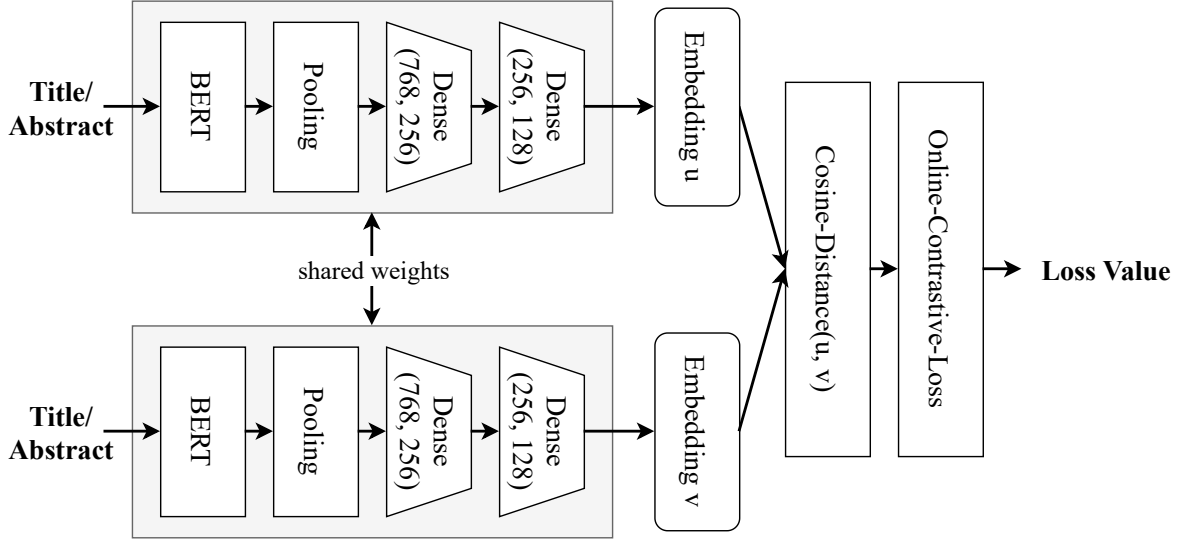 Title/
Abstract
BERT
Pooling
Dense
(768, 256)
Dense
(256, 128)
Embedding u
shared weights
Title/
Abstract
BERT
Pooling
Dense
(768, 256)
Dense
(256, 128)
Embedding v
Cosine-Distance(u, v)
Online-Contrastive-Loss
Loss Value